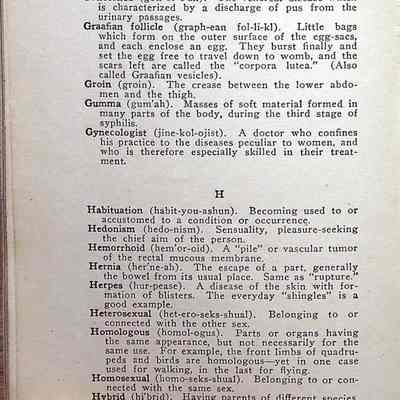 is characterized by a discharge of pus from the
urinary passages.
Graafian follicle (graph-ean fol-li-kl). Little bags
which form on the outer surface of the egg-sacs,
and each enclose an egg. They burst finally and
set the egg free to travel down to womb, and the
scars left are called the "corpora lutea." (Also
called Graafian vesicles).
Groin (groin). The crease between the lower abdo-
men and the thigh.
Gumma (gum'ah). Masses of soft material formed in
many parts of the body, during the third stage of
syphilis.
Gynecologist (jine-kol-ojist). A doctor who confines
his practice to the diseases peculiar to women, and
who is therefore especially skilled in their treat-
ment.
H
Habituation (habit-you-ashun). Becoming used to or
accustomed to a condition or occurrence.
Hedonism (hedo-nism). Sensuality, pleasure-seeking
the chief aim of the person.
Hemorrhoid (hem'or-oid). A "pile" or vascular tumor
of the rectal mucous membrane.
Hernia (her'ne-ah). The escape of a part, generally
the bowel from its usual place. Same as "rupture."
Herpes (hur-pease). A disease of the skin with for-
mation of blisters. The everyday "shingles" is a
good example.
Heterosexual (het-ero-seks-shual). Belonging to or
connected with the other sex.
Homologous (homol-ogus). Parts or organs having
the same appearance, but not necessarily for the
same use. For example, the front limbs of quadru-
peds and birds are homologous—yet in one case
used for walking, in the last for flying.
Homosexual (homo-seks-shual). Belonging to or con-
nected with the same sex.
Hybrid (hi'brid). Having parents of different species